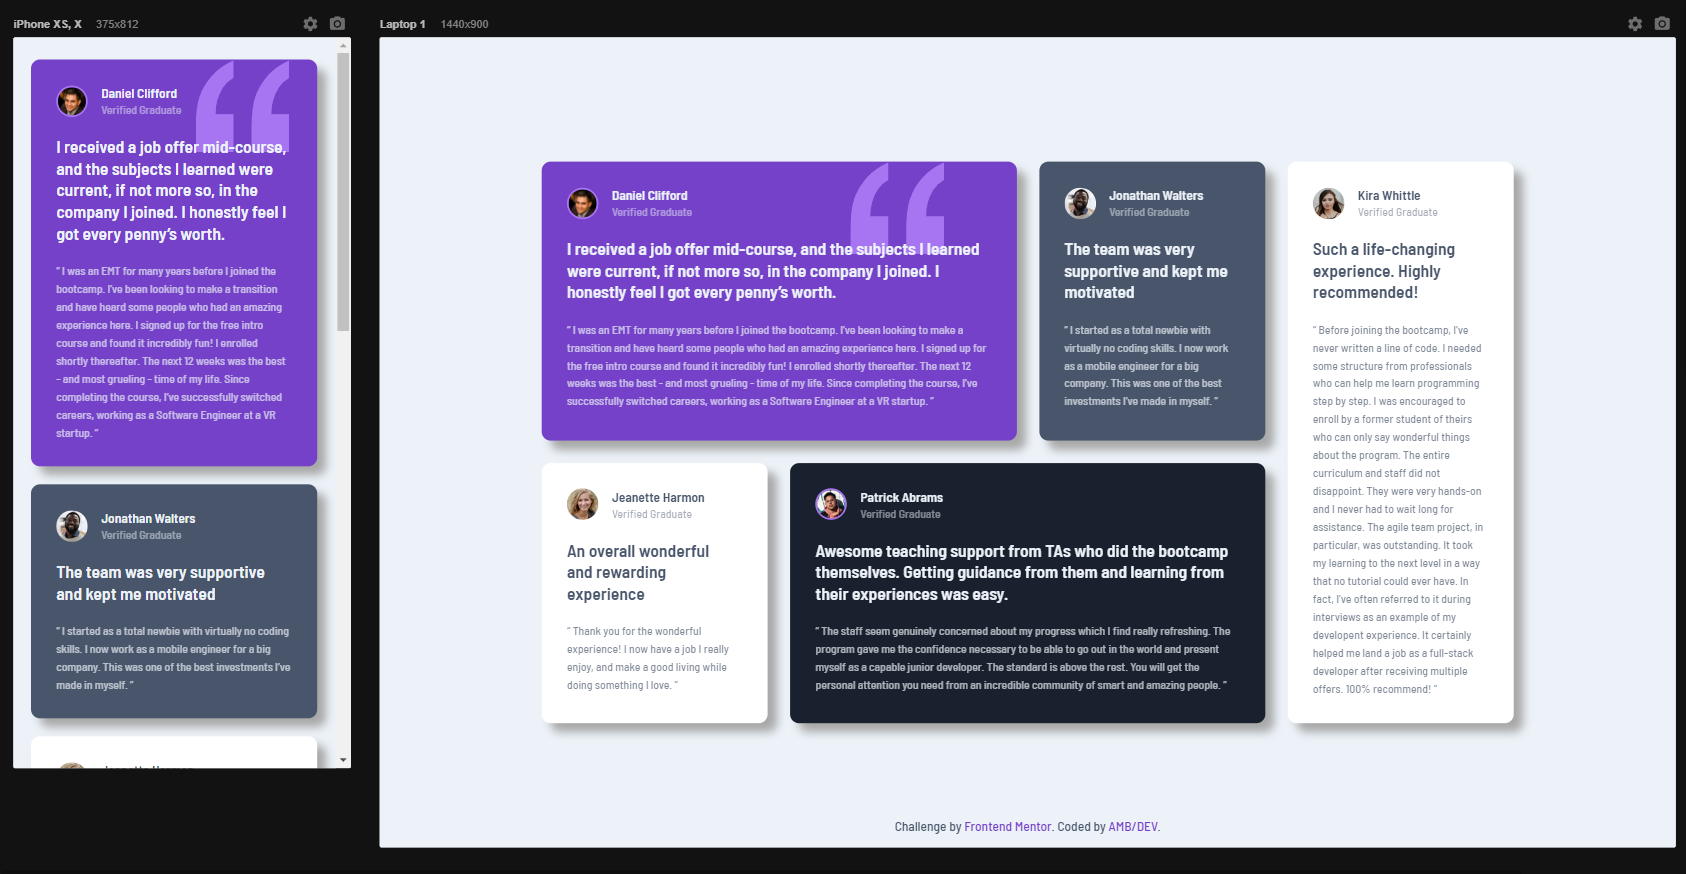 iPhone XS, X 375x812
Daniel Clifford
Verified Graduate
I received a job offer mid-course,
and the subjects I learned were
current, if not more so, in the
company I joined. I honestly feel I
got every penny’s worth.
“ I was an EMT for many years before I joined the
bootcamp. I’ve been looking to make a transition
and have heard some people who had an amazing
experience here. I signed up for the free intro
course and found it incredibly fun! I enrolled
shortly thereafter. The next 12 weeks was the best
- and most grueling - time of my life. Since
completing the course, I’ve successfully switched
careers, working as a Software Engineer at a VR
startup. ”
Jonathan Walters
Verified Graduate
The team was very supportive
and kept me motivated
“ I started as a total newbie with virtually no coding
skills. I now work as a mobile engineer for a big
company. This was one of the best investments I’ve
made in myself. ”
Laptop 1 1440x900
Daniel Clifford
Verified Graduate
I received a job offer mid-course, and the subjects I learned
were current, if not more so, in the company I joined. I
honestly feel I got every penny’s worth.
“ I was an EMT for many years before I joined the bootcamp. I’ve been looking to make a
transition and have heard some people who had an amazing experience here. I signed up for
the free intro course and found it incredibly fun! I enrolled shortly thereafter. The next 12
weeks was the best - and most grueling - time of my life. Since completing the course, I’ve
successfully switched careers, working as a Software Engineer at a VR startup. ”
Jonathan Walters
Verified Graduate
The team was very
supportive and kept me
motivated
“ I started as a total newbie with
virtually no coding skills. I now work
as a mobile engineer for a big
company. This was one of the best
investments I’ve made in myself. ”
Kira Whittle
Verified Graduate
Such a life-changing
experience. Highly
recommended!
“ Before joining the bootcamp, I’ve
never written a line of code. I needed
some structure from professionals
who can help me learn programming
step by step. I was encouraged to
enroll by a former student of theirs
who can only say wonderful things
about the program. The entire
curriculum and staff did not
disappoint. They were very hands-on
and I never had to wait long for
assistance. The agile team project, in
particular, was outstanding. It took
my learning to the next level in a way
that no tutorial could ever have. In
fact, I’ve often referred to it during
interviews as an example of my
developent experience. It certainly
helped me land a job as a full-stack
developer after receiving multiple
offers. 100% recommend! ”
Jeanette Harmon
Verified Graduate
An overall wonderful
and rewarding
experience
“ Thank you for the wonderful
experience! I now have a job I really
enjoy, and make a good living while
doing something I love. ”
Patrick Abrams
Verified Graduate
Awesome teaching support from TAs who did the bootcamp
themselves. Getting guidance from them and learning from
their experiences was easy.
“ The staff seem genuinely concerned about my progress which I find really refreshing. The
program gave me the confidence necessary to be able to go out in the world and present
myself as a capable junior developer. The standard is above the rest. You will get the
personal attention you need from an incredible community of smart and amazing people. ”
Challenge by Frontend Mentor. Coded by AMB/DEV.